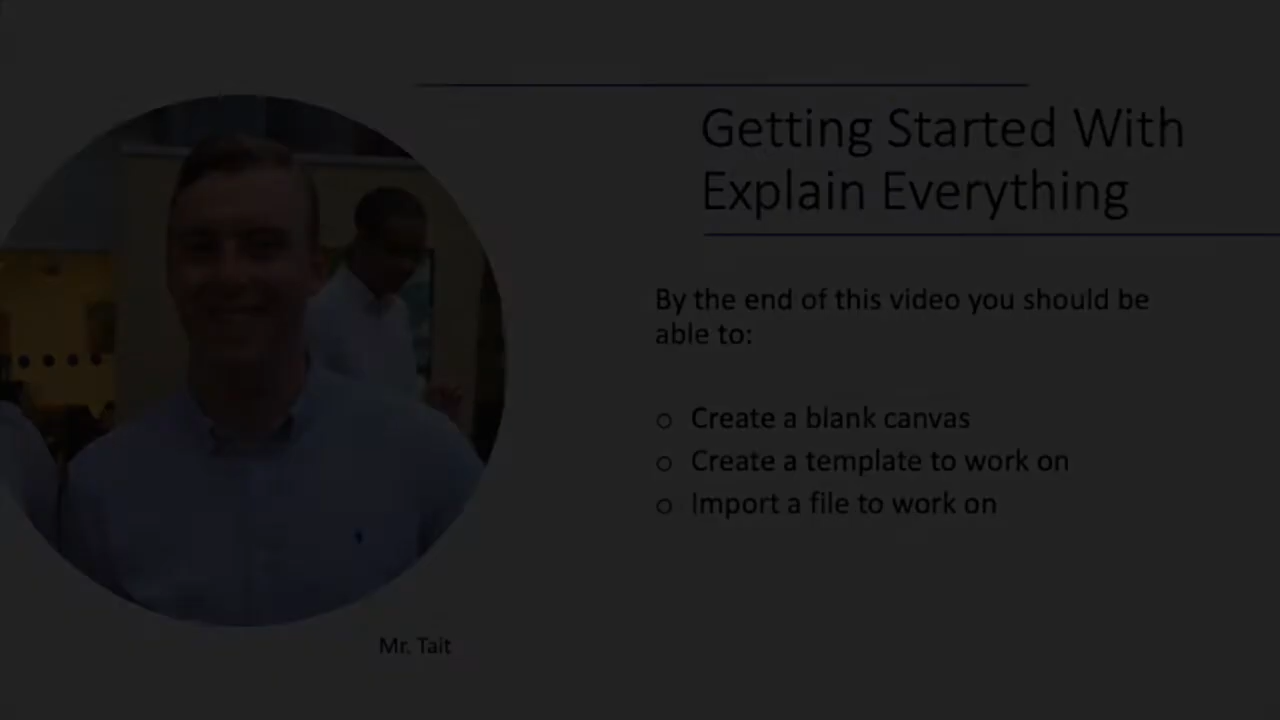 Getting Started With
Explain Everything
By the end of this video you should be
able to:
o Create a blank canvas
o Create a template to work on
o Import a file to work on
Mr. Tait